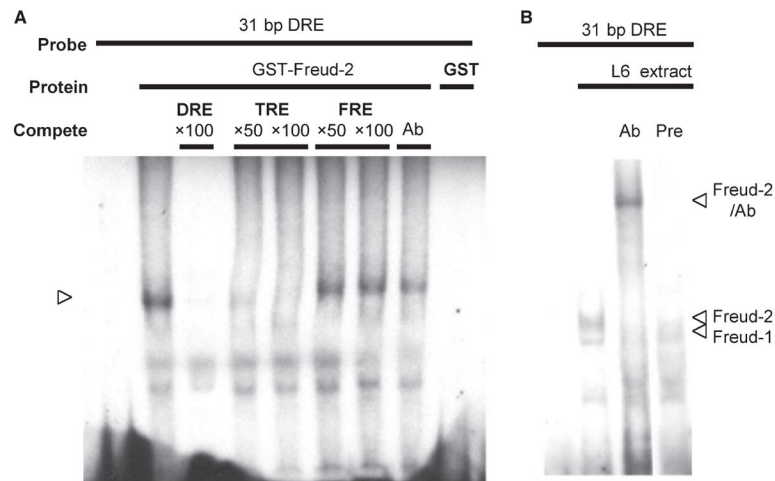 A
31 bp DRE
Probe
GST-Freud-2
GST
Protein
DRE TRE FRE
Compete ×100 ×50 ×100 ×50 ×100 Ab
B
31 bp DRE
L6 extract
Ab Pre
Freud-2
/Ab
Freud-2
Freud-1